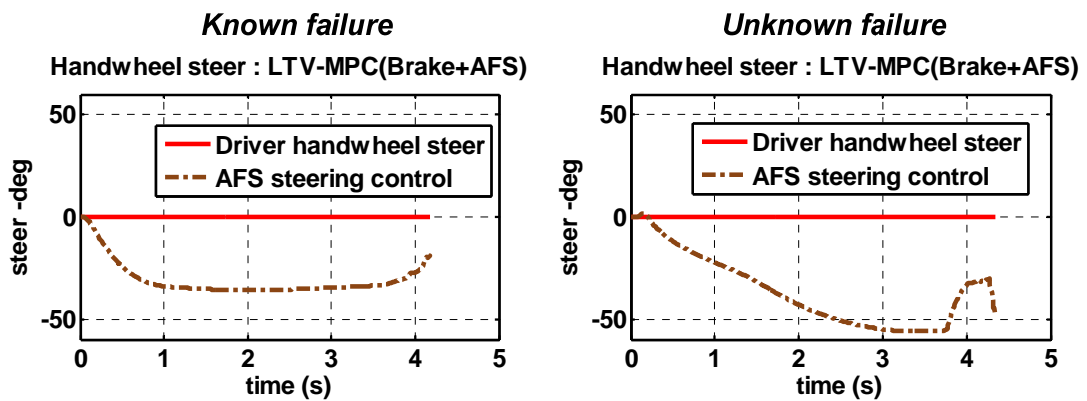 Known failure
Handwheel steer : LTV-MPC(Brake+AFS)
50
0
-50
steer -deg
Driver handwheel steer
AFS steering control
0 1 2 3 4 5
time (s)
Unknown failure
Handwheel steer : LTV-MPC(Brake+AFS)
50
0
-50
steer -deg
Driver handwheel steer
AFS steering control
0 1 2 3 4 5
time (s)